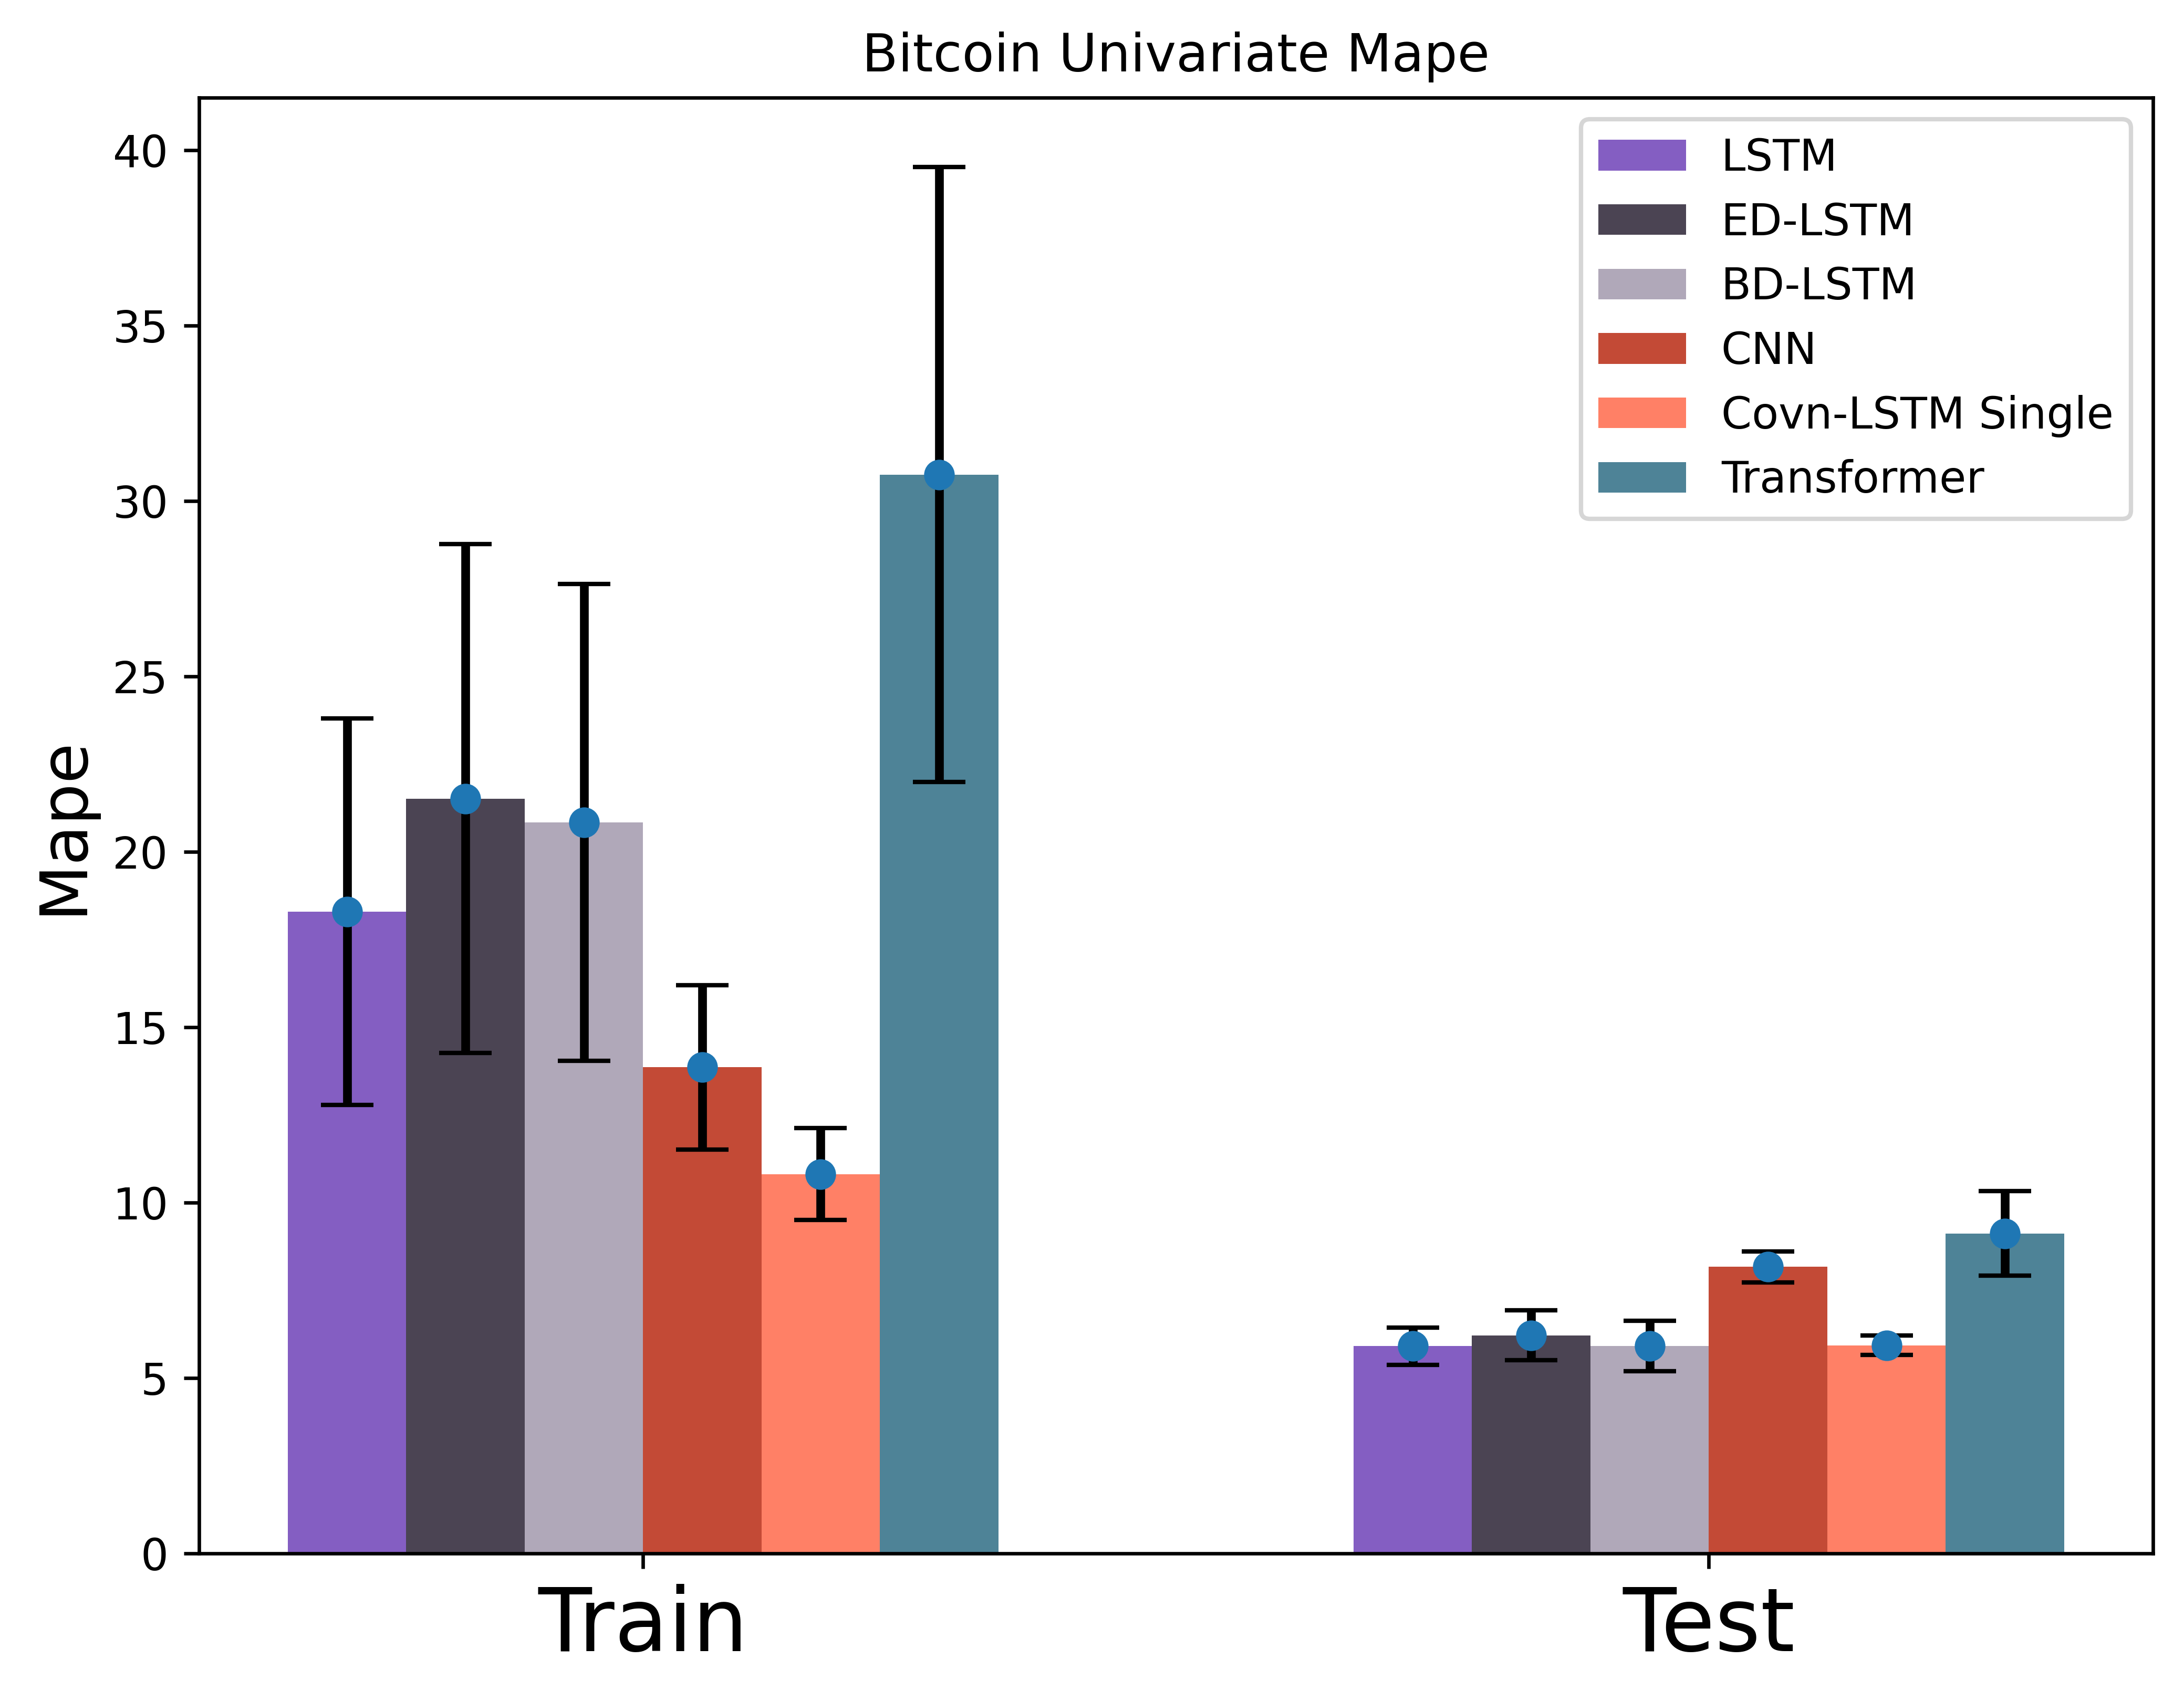 Bitcoin Univariate Mape
Mape
40
35
30
25
20
15
10
5
0
LSTM
ED-LSTM
BD-LSTM
CNN
Covn-LSTM Single
Transformer
Train
Test